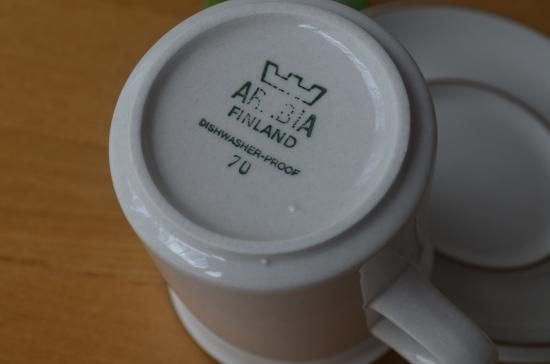 ARABIA
FINLAND
DISHWASHER-PROOF
70